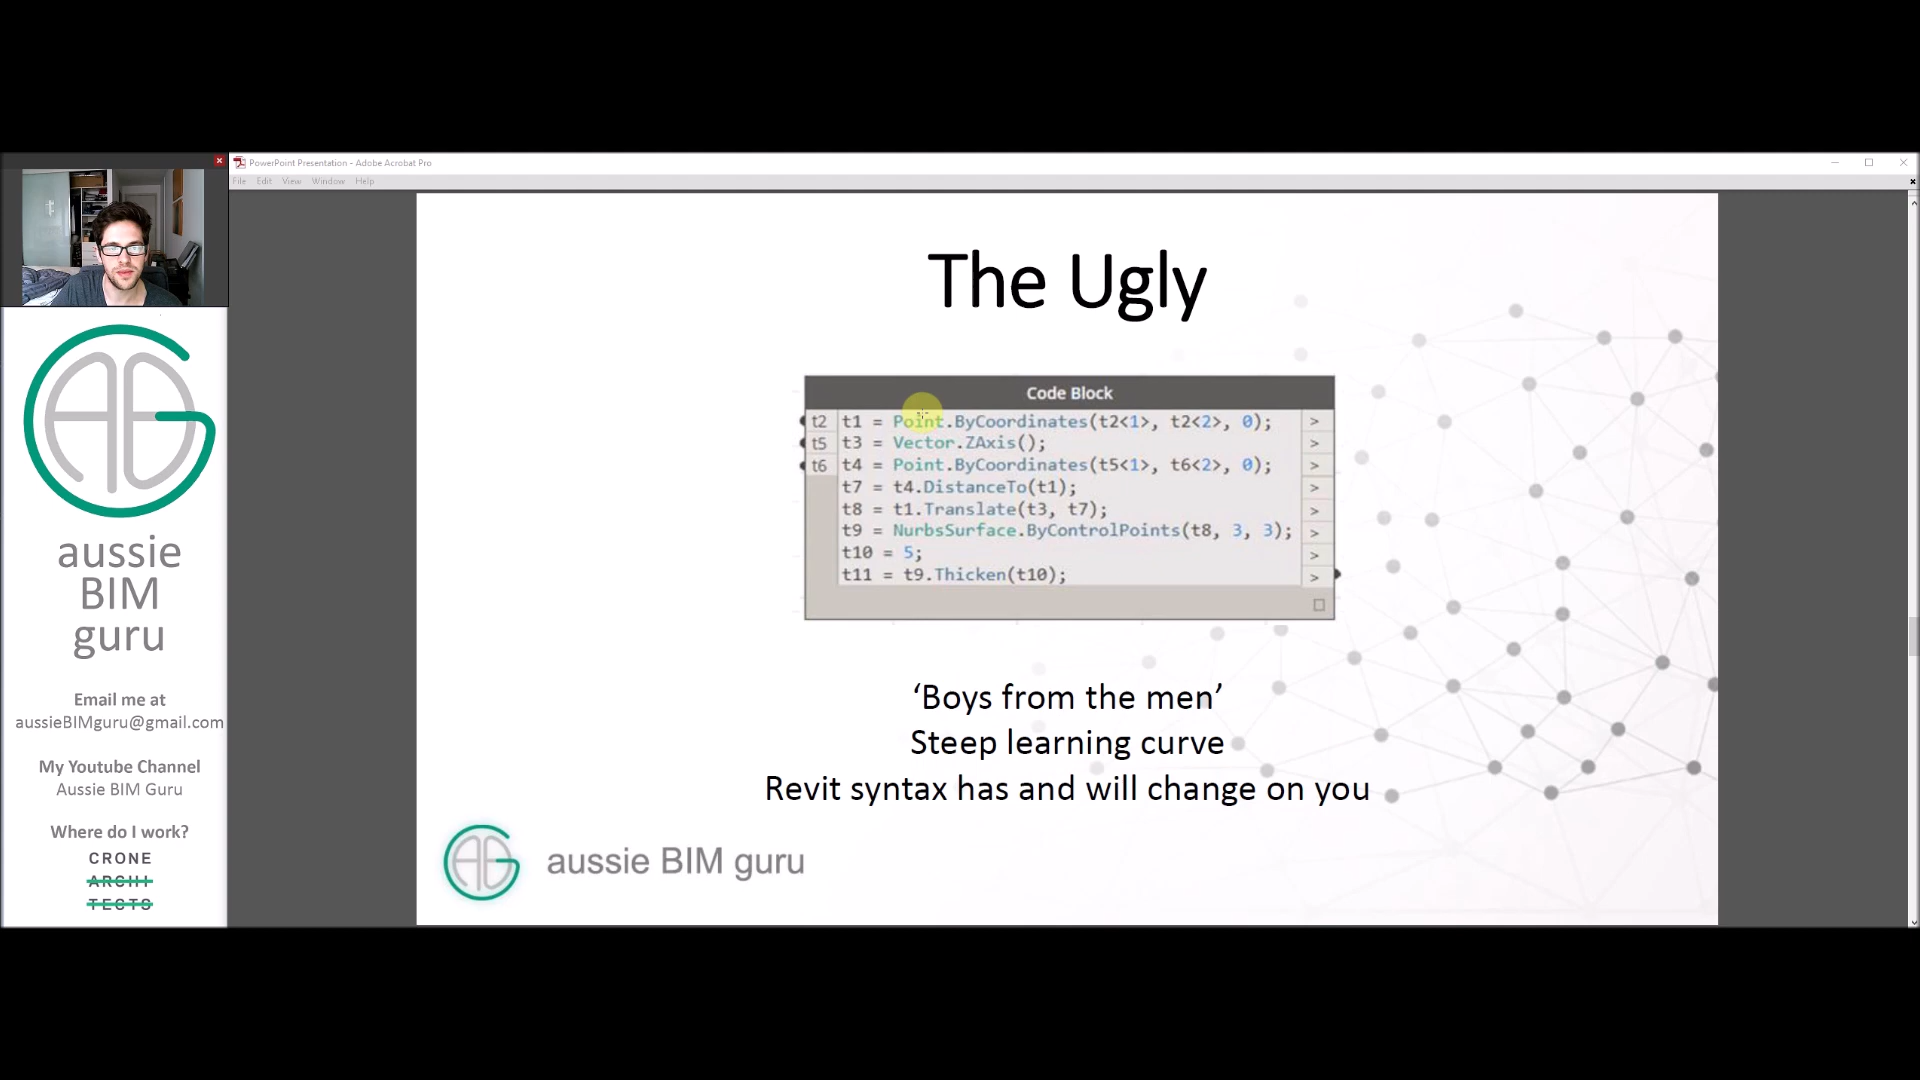 PowerPoint Presentation - Adobe Acrobat Pro
File Edit View Window Help
The Ugly
Code Block
t2 t1 = Point.ByCoordinates(t2<1>, t2<2>, 0); >
t5 t3 = Vector.ZAxis(); >
t6 t4 = Point.ByCoordinates(t5<1>, t6<2>, 0); >
t7 = t4.DistanceTo(t1); >
t8 = t1.Translate(t3, t7); >
t9 = NurbsSurface.ByControlPoints(t8, 3, 3); >
t10 = 5; >
t11 = t9.Thicken(t10); >
‘Boys from the men’
Steep learning curve
Revit syntax has and will change on you
aussie BIM guru
AG
aussie
BIM
guru
Email me at
aussieBIMguru@gmail.com
My Youtube Channel
Aussie BIM Guru
Where do I work?
CRONE
ARCHI
TECTS